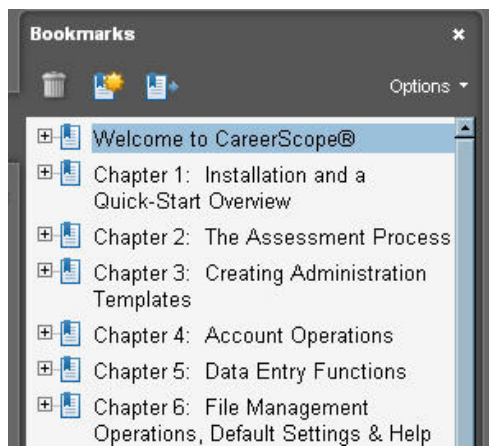 Bookmarks
Options
Welcome to CareerScope®
Chapter 1:  Installation and a
Quick-Start Overview
Chapter 2:  The Assessment Process
Chapter 3:  Creating Administration
Templates
Chapter 4:  Account Operations
Chapter 5:  Data Entry Functions
Chapter 6:  File Management
Operations, Default Settings & Help